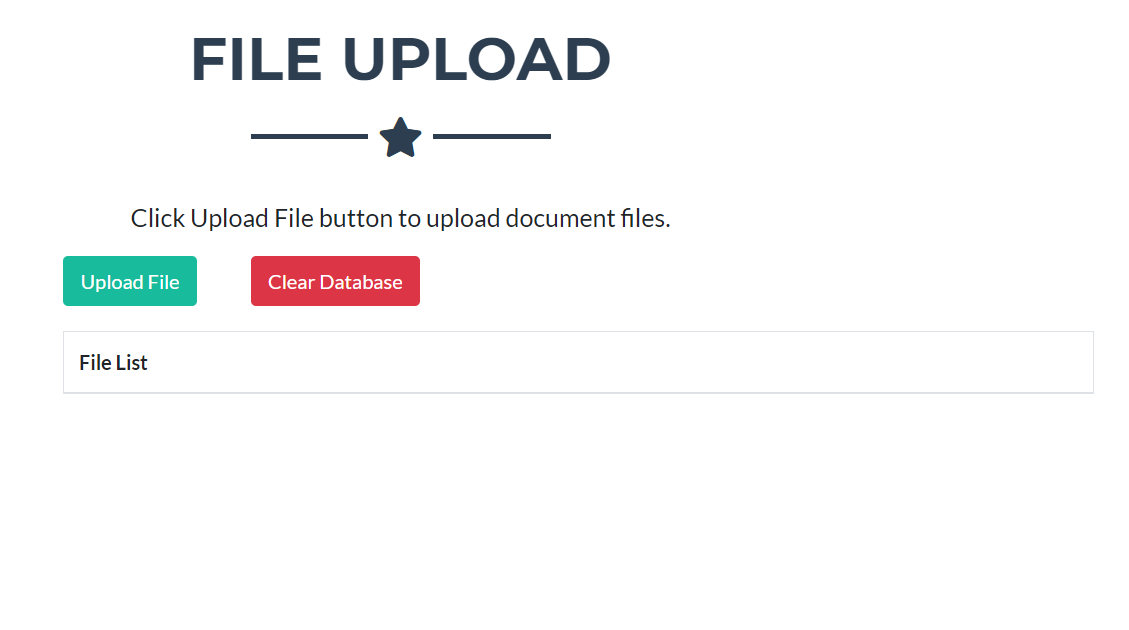 FILE UPLOAD
Click Upload File button to upload document files.
Upload File
Clear Database
File List